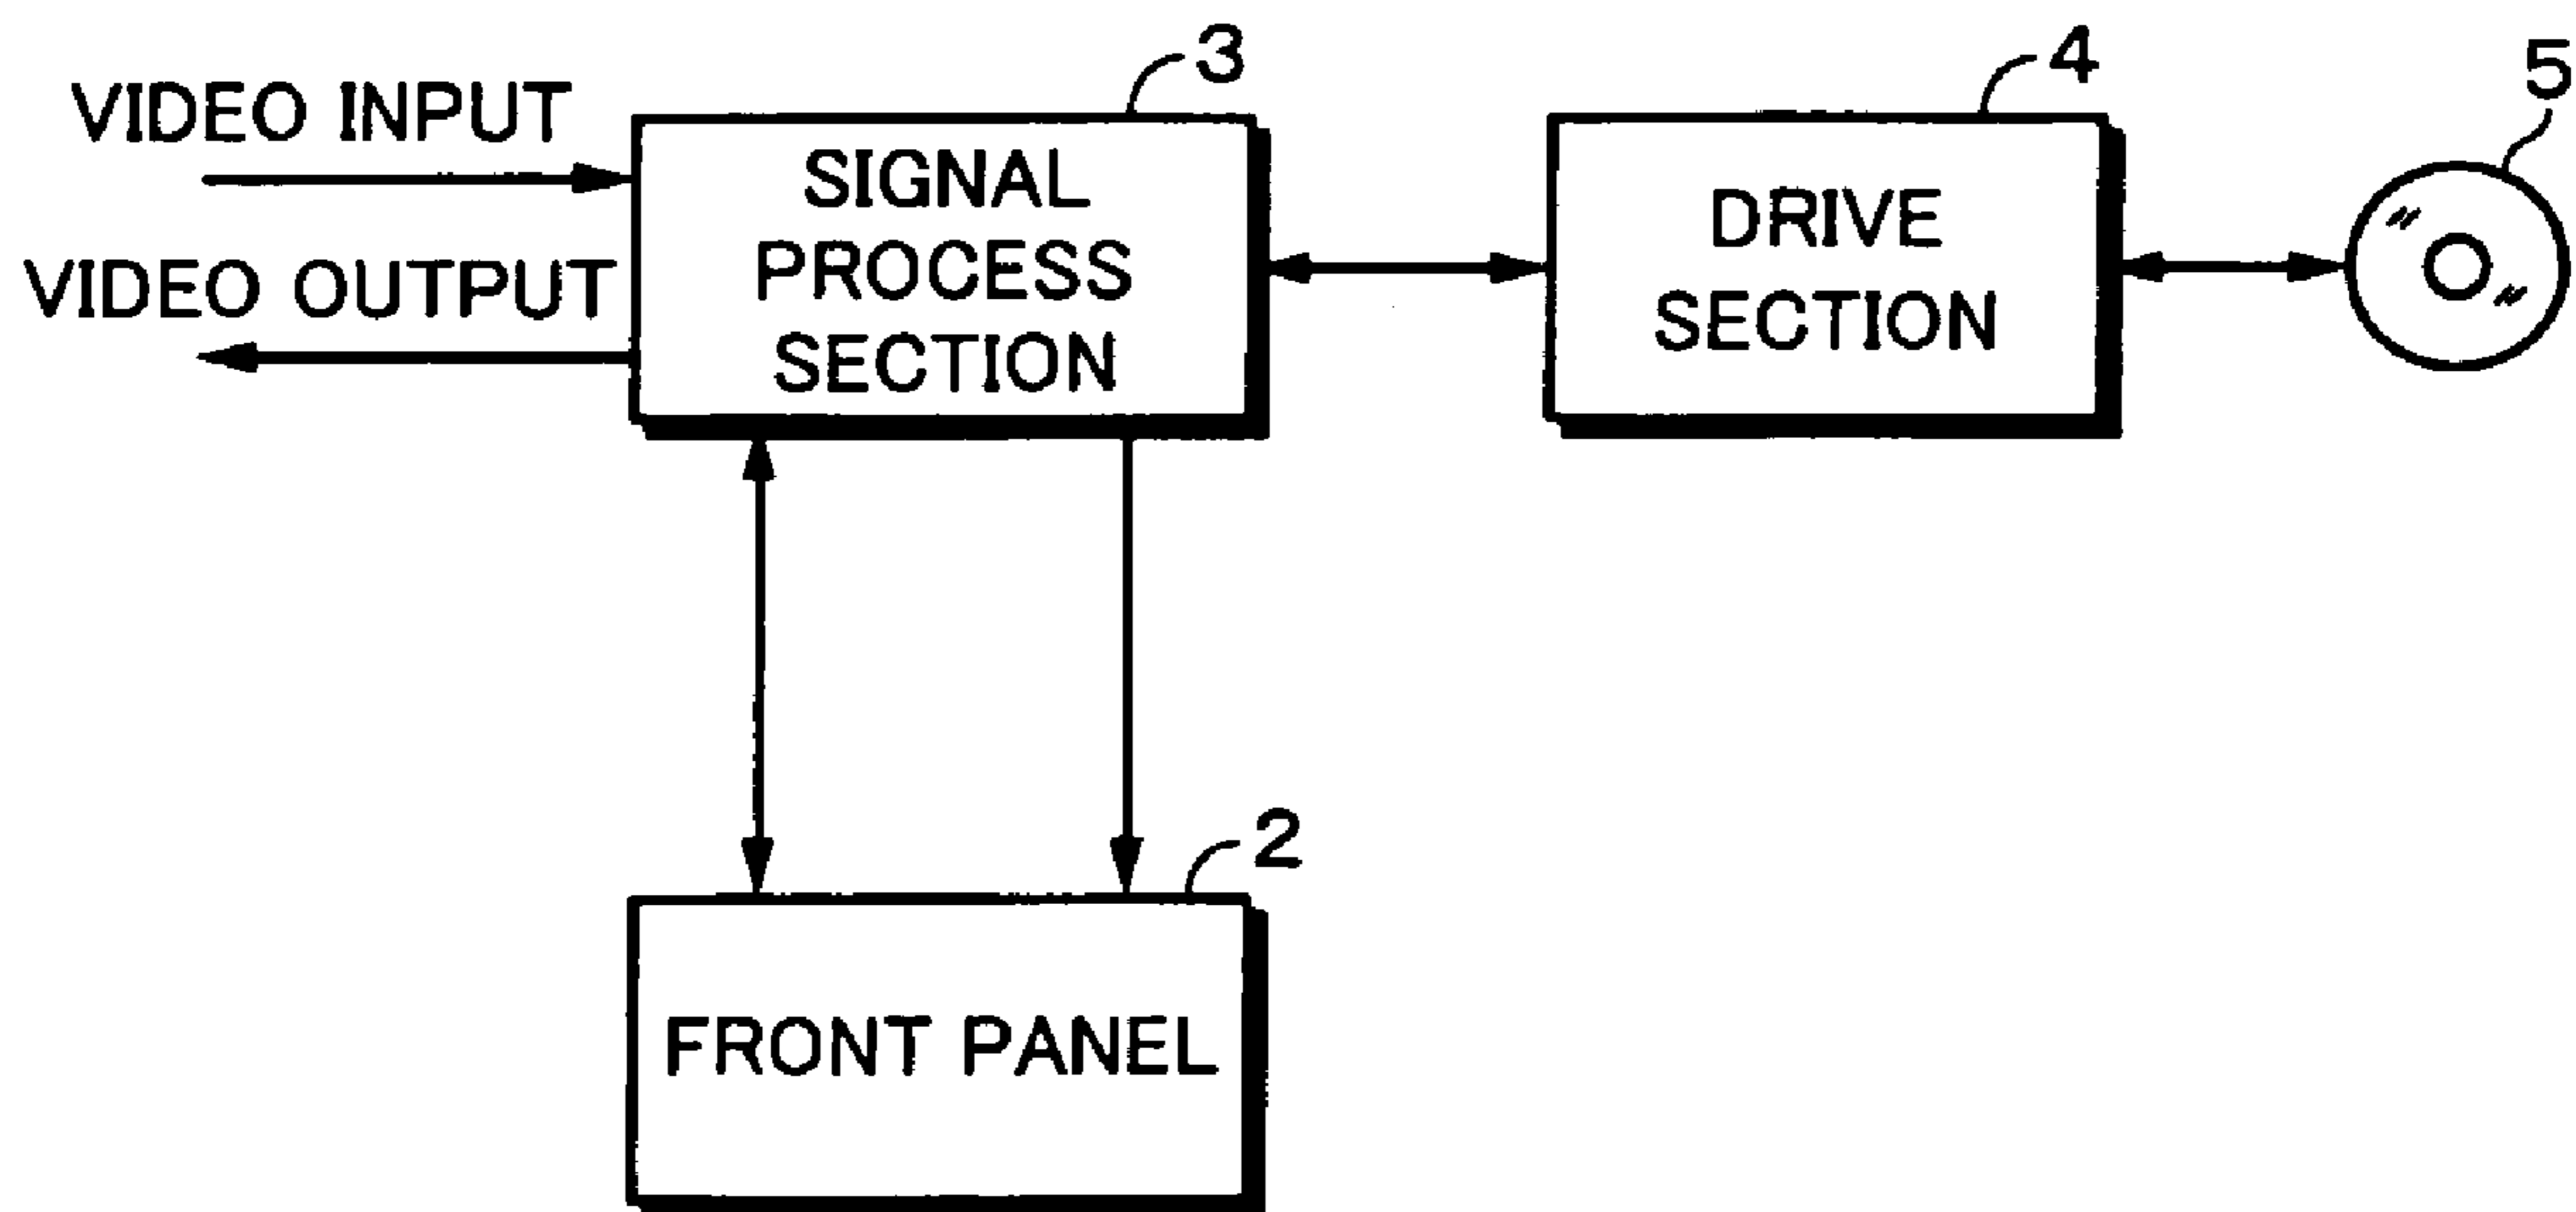 3
4
5
VIDEO INPUT
VIDEO OUTPUT
SIGNAL
PROCESS
SECTION
DRIVE
SECTION
2
FRONT PANEL